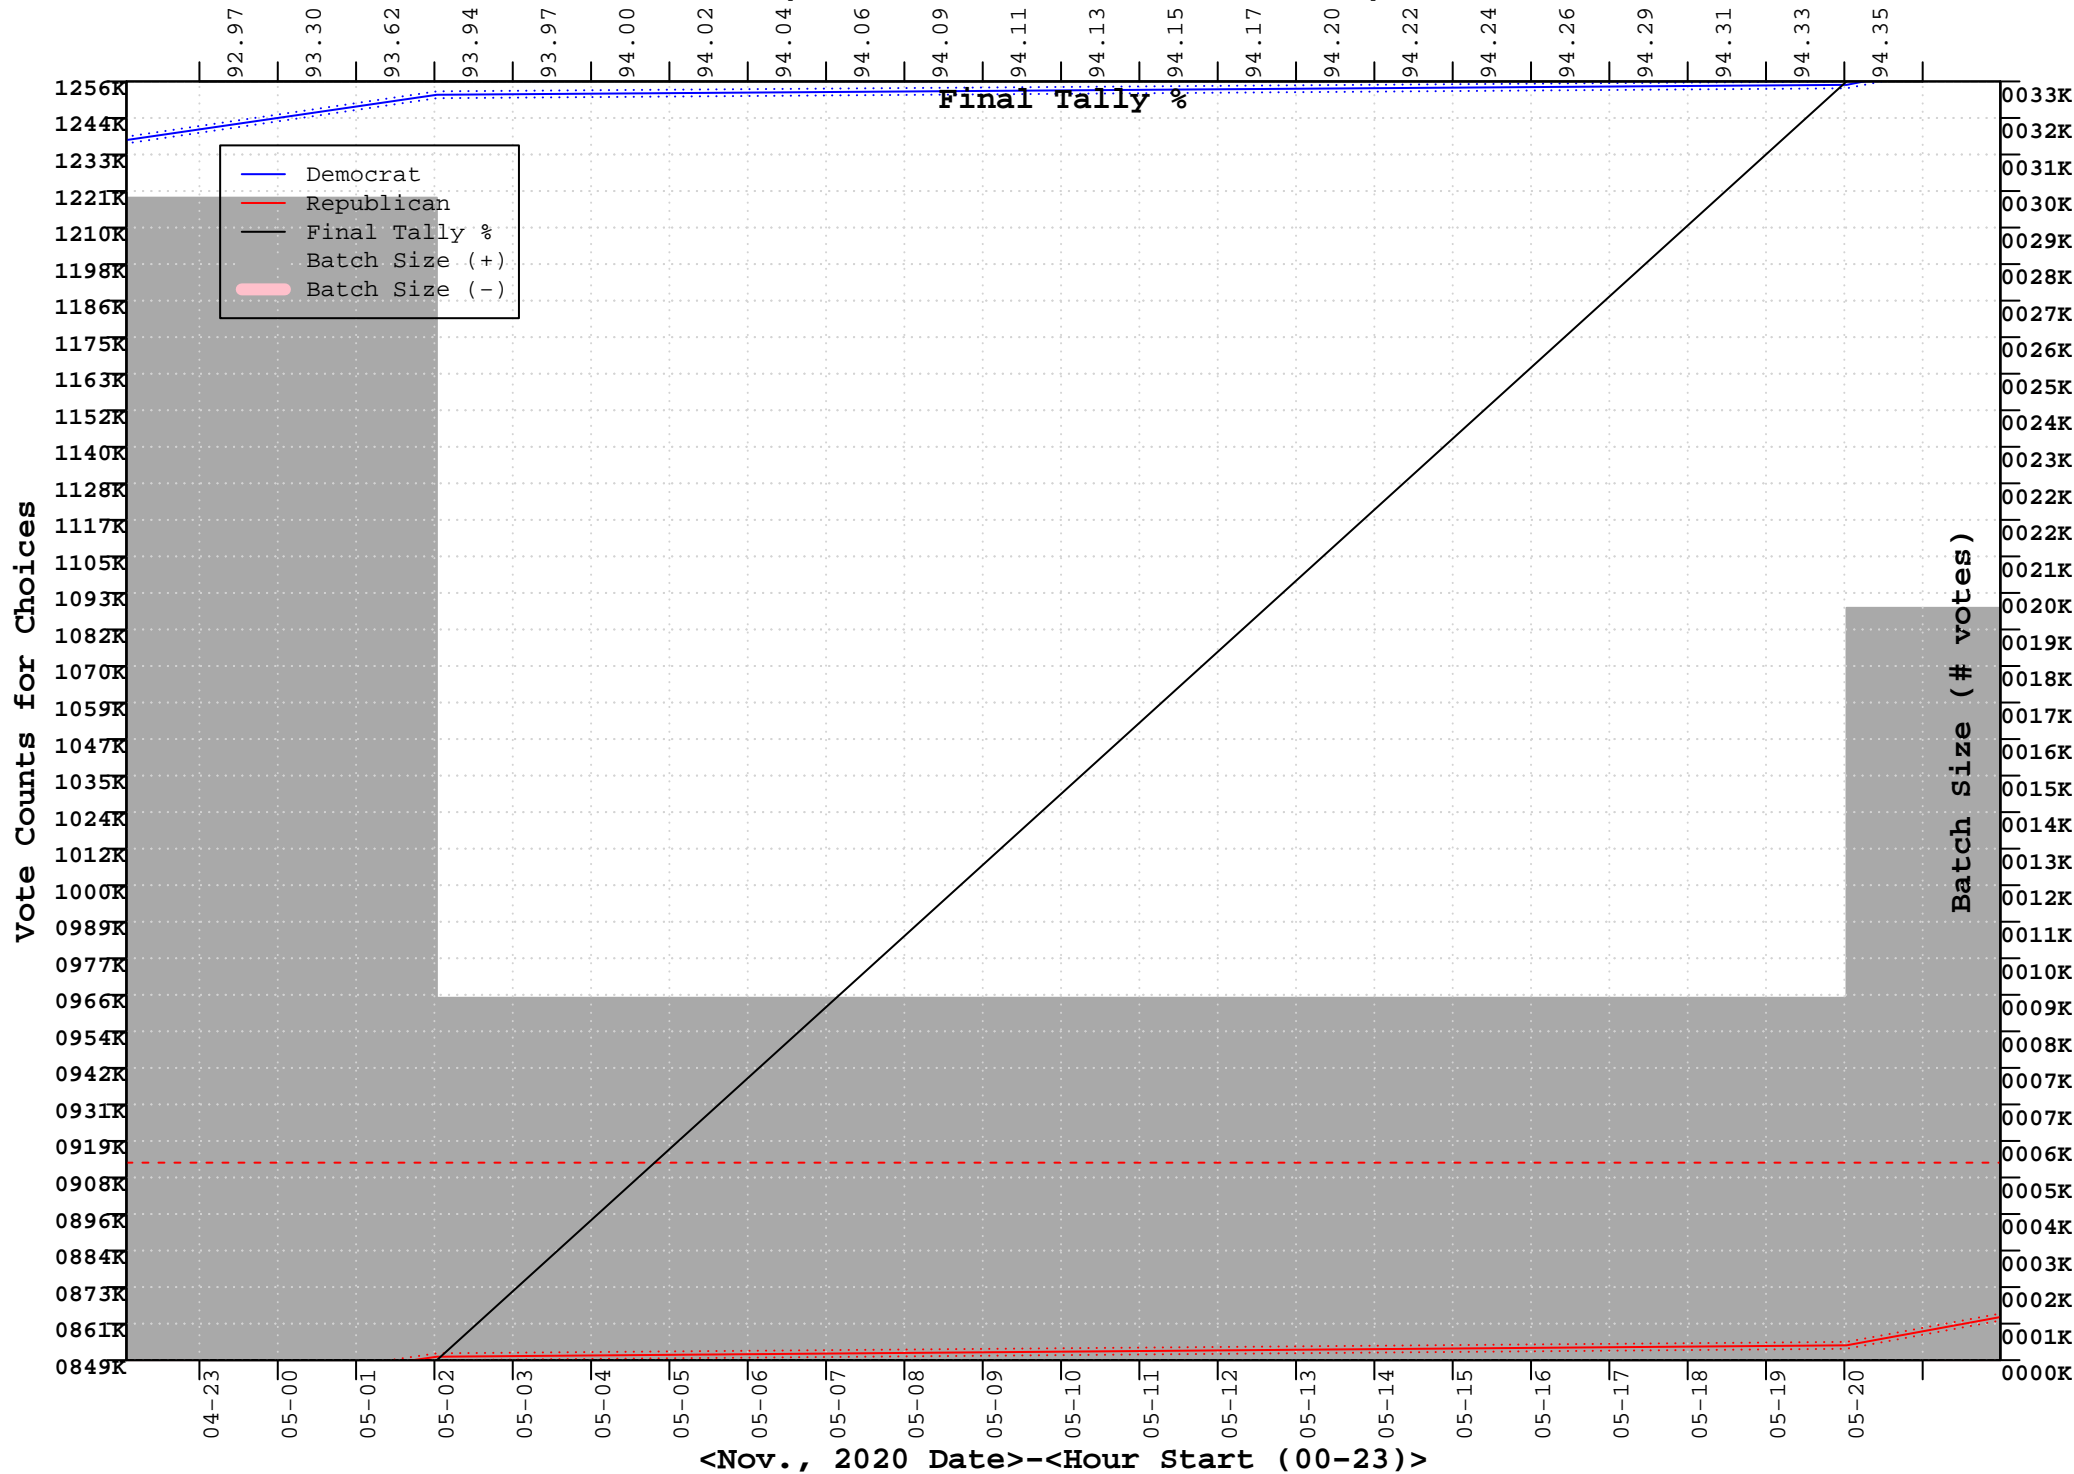 92.97 93.30 93.62 93.94 93.97 94.00 94.02 94.04 94.06 94.09 94.11 94.13 94.15 94.17 94.20 94.22 94.24 94.26 94.29 94.31 94.33 94.35
Final Tally %
Democrat
Republican
Final Tally %
Batch Size (+)
Batch Size (-)
Vote Counts for Choices
1256K
1244K
1233K
1221K
1210K
1198K
1186K
1175K
1163K
1152K
1140K
1128K
1117K
1105K
1093K
1082K
1070K
1059K
1047K
1035K
1024K
1012K
1000K
0989K
0977K
0966K
0954K
0942K
0931K
0919K
0908K
0896K
0884K
0873K
0861K
0849K
0033K
0032K
0031K
0030K
0029K
0028K
0027K
0026K
0025K
0024K
0023K
0022K
0022K
0021K
0020K
0019K
0018K
0017K
0016K
0015K
0014K
0013K
0012K
0011K
0010K
0009K
0008K
0007K
0007K
0006K
0005K
0004K
0003K
0002K
0001K
0000K
Batch Size (# votes)
04-23 05-00 05-01 05-02 05-03 05-04 05-05 05-06 05-07 05-08 05-09 05-10 05-11 05-12 05-13 05-14 05-15 05-16 05-17 05-18 05-19 05-20
<Nov., 2020 Date>-<Hour Start (00-23)>